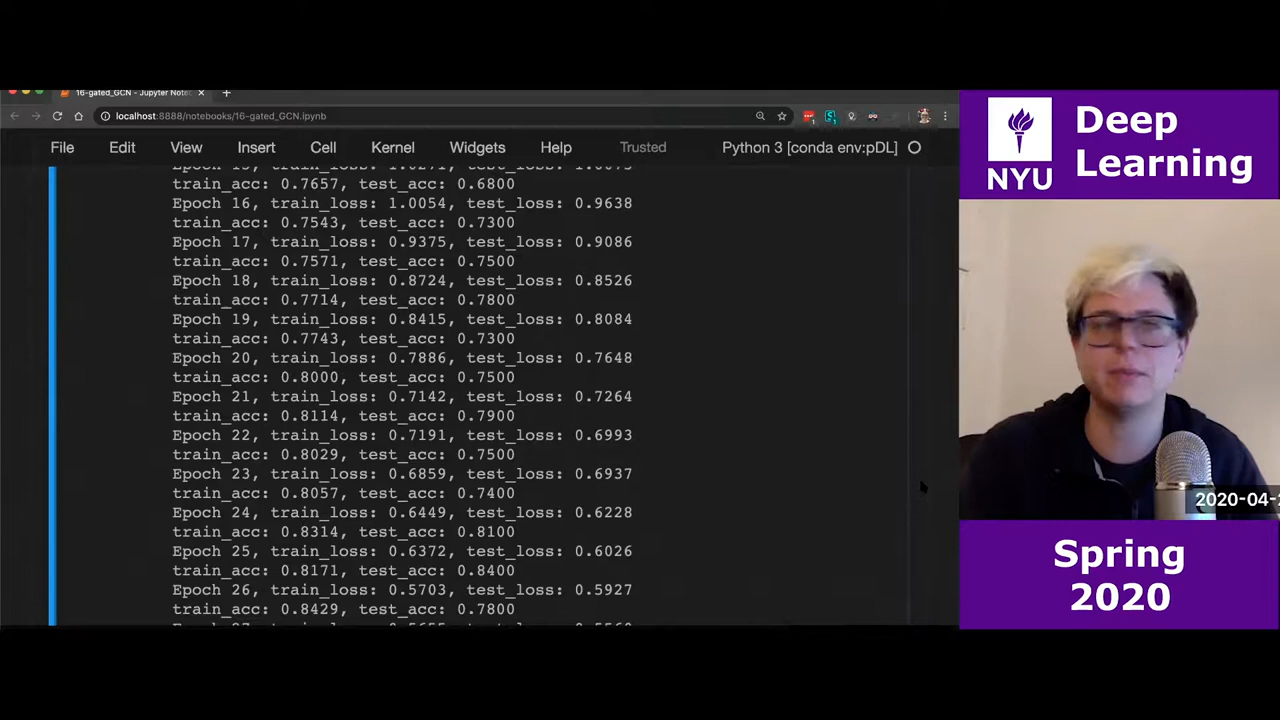 16-gated_GCN - Jupyter Noteb
localhost:8888/notebooks/16-gated_GCN.ipynb
File Edit View Insert Cell Kernel Widgets Help Trusted Python 3 [conda env:pDL]
train_acc: 0.7657, test_acc: 0.6800
Epoch 16, train_loss: 1.0054, test_loss: 0.9638
train_acc: 0.7543, test_acc: 0.7300
Epoch 17, train_loss: 0.9375, test_loss: 0.9086
train_acc: 0.7571, test_acc: 0.7500
Epoch 18, train_loss: 0.8724, test_loss: 0.8526
train_acc: 0.7714, test_acc: 0.7800
Epoch 19, train_loss: 0.8415, test_loss: 0.8084
train_acc: 0.7743, test_acc: 0.7300
Epoch 20, train_loss: 0.7886, test_loss: 0.7648
train_acc: 0.8000, test_acc: 0.7500
Epoch 21, train_loss: 0.7142, test_loss: 0.7264
train_acc: 0.8114, test_acc: 0.7900
Epoch 22, train_loss: 0.7191, test_loss: 0.6993
train_acc: 0.8029, test_acc: 0.7500
Epoch 23, train_loss: 0.6859, test_loss: 0.6937
train_acc: 0.8057, test_acc: 0.7400
Epoch 24, train_loss: 0.6449, test_loss: 0.6228
train_acc: 0.8314, test_acc: 0.8100
Epoch 25, train_loss: 0.6372, test_loss: 0.6026
train_acc: 0.8171, test_acc: 0.8400
Epoch 26, train_loss: 0.5703, test_loss: 0.5927
train_acc: 0.8429, test_acc: 0.7800
NYU
Deep
Learning
2020-04-
Spring
2020